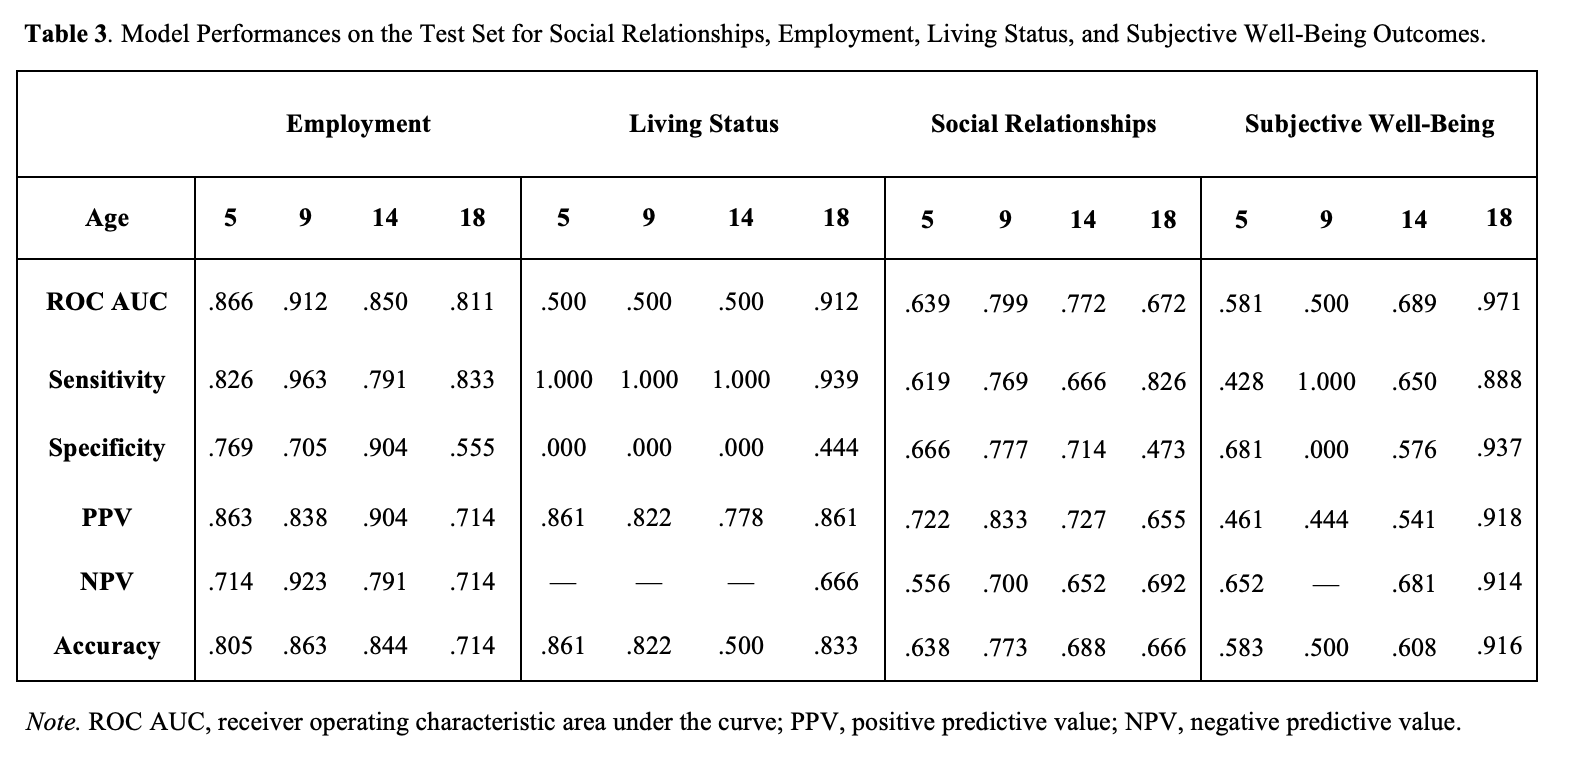 Table 3. Model Performances on the Test Set for Social Relationships, Employment, Living Status, and Subjective Well-Being Outcomes.
Employment Living Status Social Relationships Subjective Well-Being
Age 5 9 14 18 5 9 14 18 5 9 14 18 5 9 14 18
ROC AUC .866 .912 .850 .811 .500 .500 .500 .912 .639 .799 .772 .672 .581 .500 .689 .971
Sensitivity .826 .963 .791 .833 1.000 1.000 1.000 .939 .619 .769 .666 .826 .428 1.000 .650 .888
Specificity .769 .705 .904 .555 .000 .000 .000 .444 .666 .777 .714 .473 .681 .000 .576 .937
PPV .863 .838 .904 .714 .861 .822 .778 .861 .722 .833 .727 .655 .461 .444 .541 .918
NPV .714 .923 .791 .714 — — — .666 .556 .700 .652 .692 .652 — .681 .914
Accuracy .805 .863 .844 .714 .861 .822 .500 .833 .638 .773 .688 .666 .583 .500 .608 .916
Note. ROC AUC, receiver operating characteristic area under the curve; PPV, positive predictive value; NPV, negative predictive value.